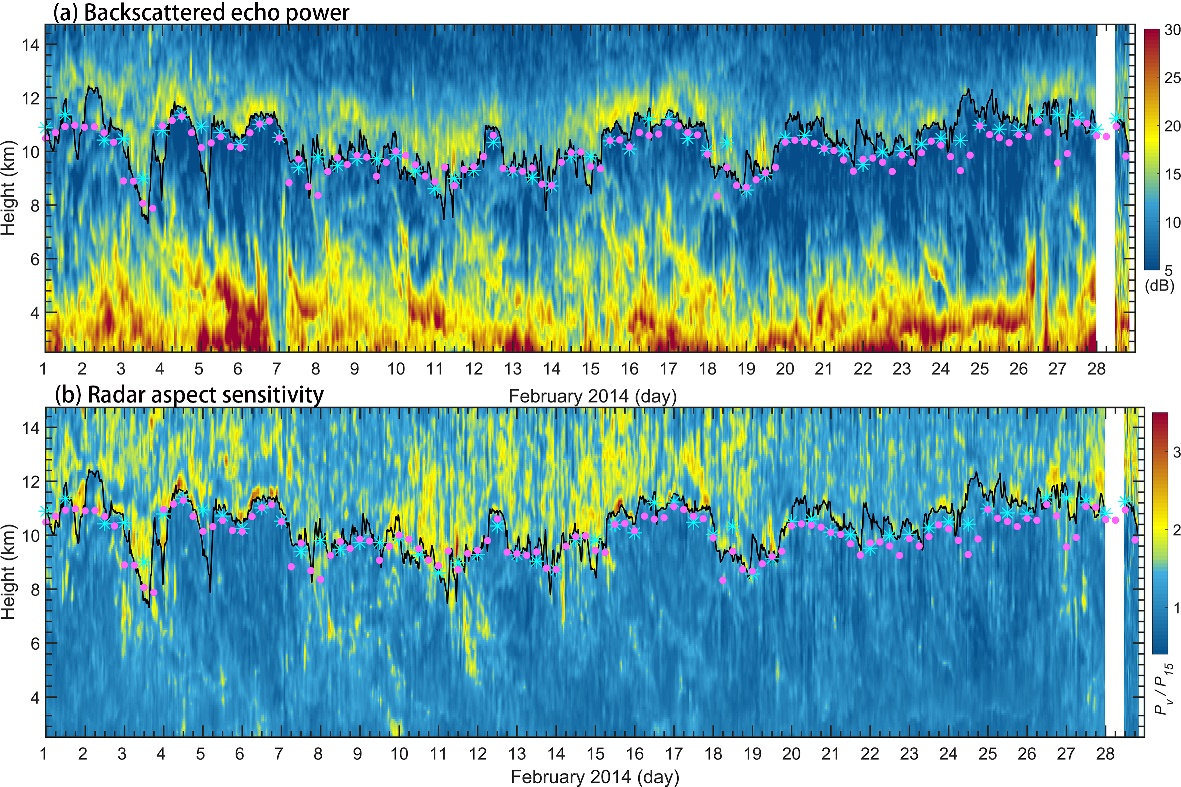 (a) Backscattered echo power
14
12
10
8
6
4
Height (km)
30
25
20
15
10
5
(dB)
1 2 3 4 5 6 7 8 9 10 11 12 13 14 15 16 17 18 19 20 21 22 23 24 25 26 27 28
February 2014 (day)
(b) Radar aspect sensitivity
14
12
10
8
6
4
Height (km)
3
2
1
Pv / P15
1 2 3 4 5 6 7 8 9 10 11 12 13 14 15 16 17 18 19 20 21 22 23 24 25 26 27 28
February 2014 (day)